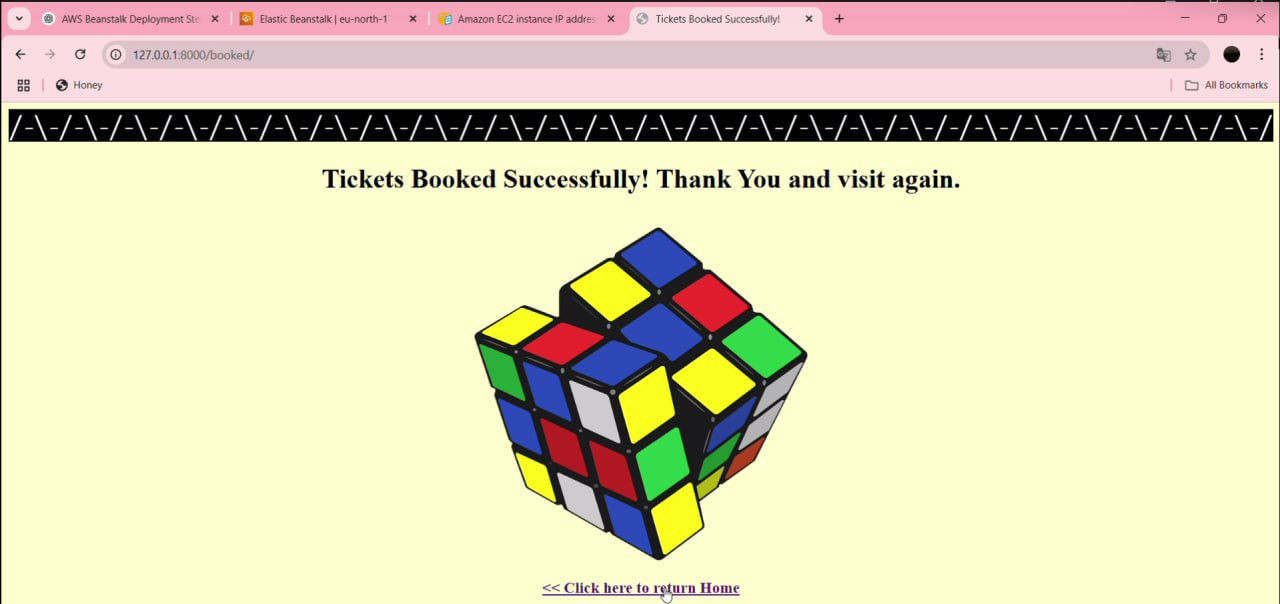 AWS Beanstalk Deployment Ste
Elastic Beanstalk | eu-north-1
Amazon EC2 instance IP addres
Tickets Booked Successfully!
127.0.0.1:8000/booked/
Honey
All Bookmarks
/-\-/-\-/-\-/-\-/-\-/-\-/-\-/-\-/-\-/-\-/-\-/-\-/-\-/-\-/-\-/-\-/-\-/-\-/-\-/-\-/-\-/-\-/-\-/-\-/-\-/
Tickets Booked Successfully! Thank You and visit again.
<< Click here to return Home